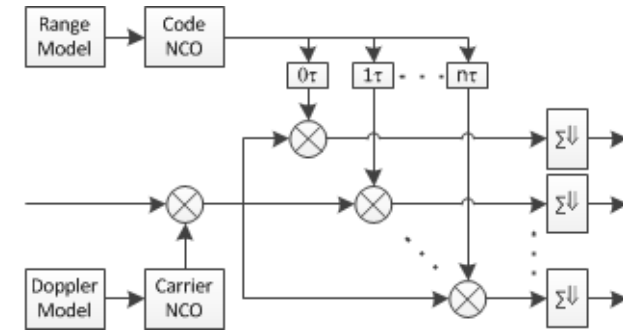 Range
Model
Code
NCO
0τ
1τ
nτ
Σ⇓
Σ⇓
Σ⇓
Doppler
Model
Carrier
NCO